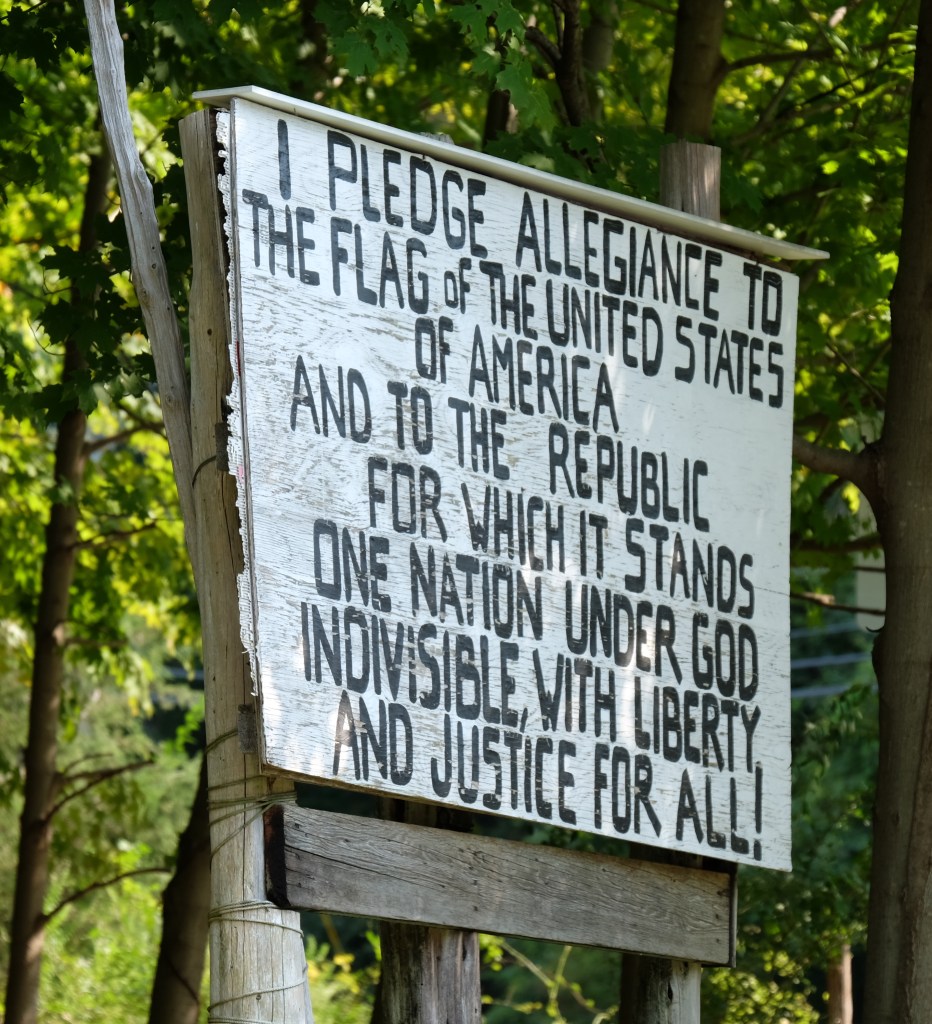 I PLEDGE ALLEGIANCE TO
THE FLAG OF THE UNITED STATES
OF AMERICA
AND TO THE REPUBLIC
FOR WHICH IT STANDS
ONE NATION UNDER GOD
INDIVISIBLE, WITH LIBERTY,
AND JUSTICE FOR ALL!